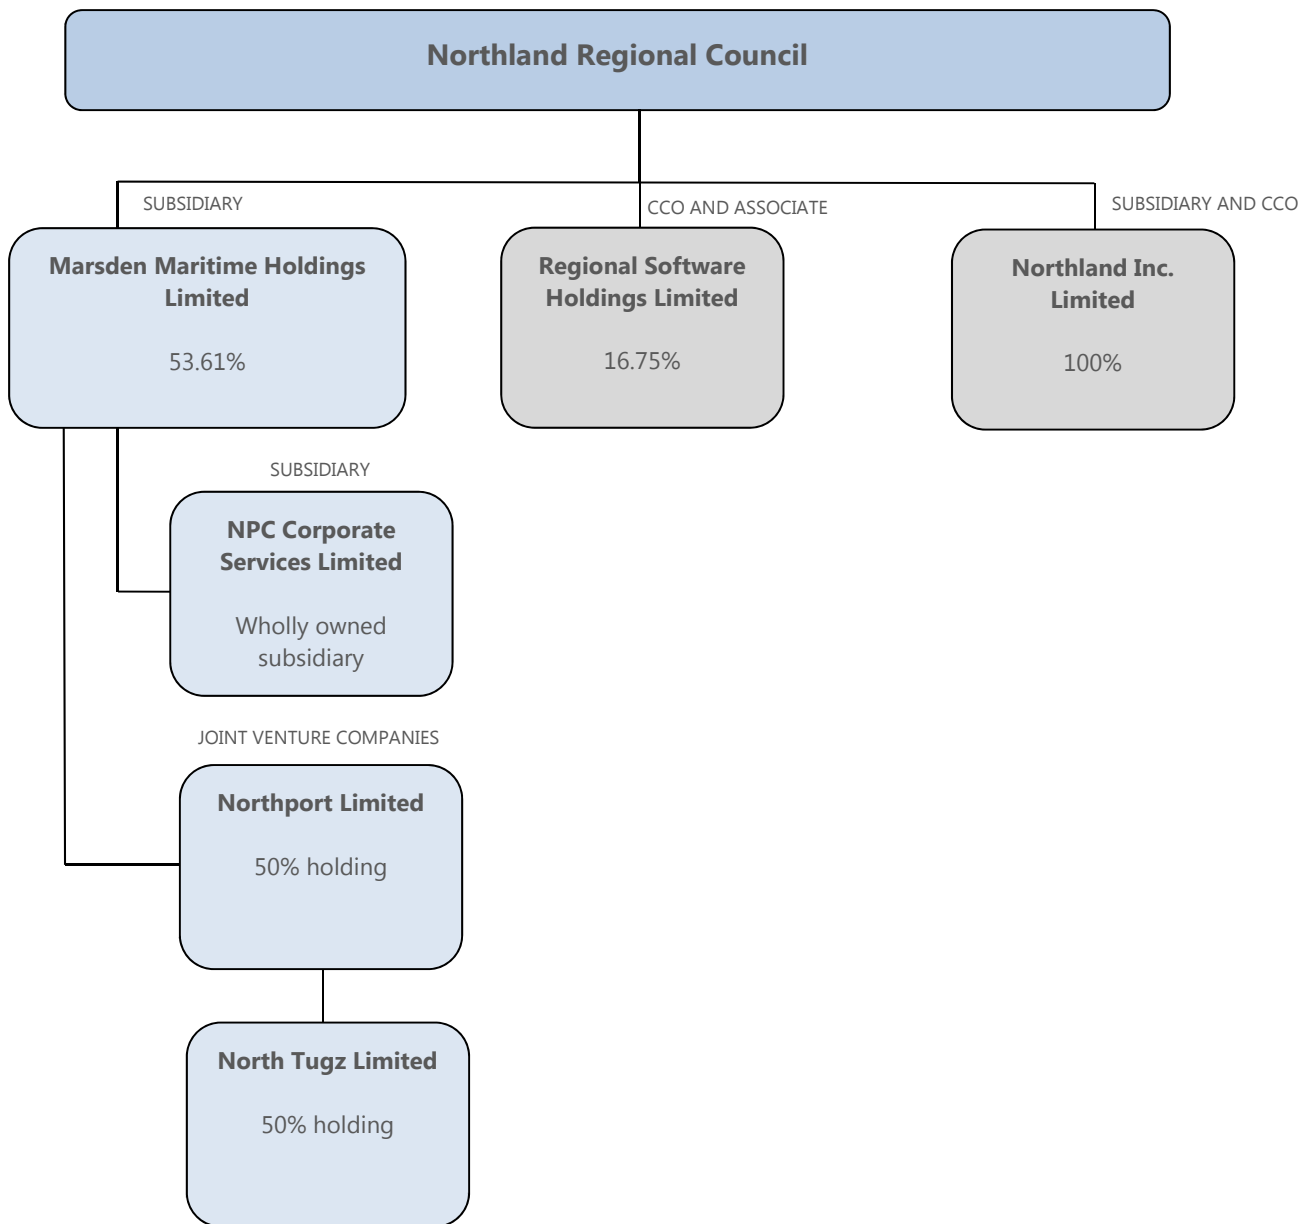 Northland Regional Council
SUBSIDIARY
CCO AND ASSOCIATE
SUBSIDIARY AND CCO
Marsden Maritime Holdings
Limited
53.61%
Regional Software
Holdings Limited
16.75%
Northland Inc.
Limited
100%
SUBSIDIARY
NPC Corporate
Services Limited
Wholly owned
subsidiary
JOINT VENTURE COMPANIES
Northport Limited
50% holding
North Tugz Limited
50% holding